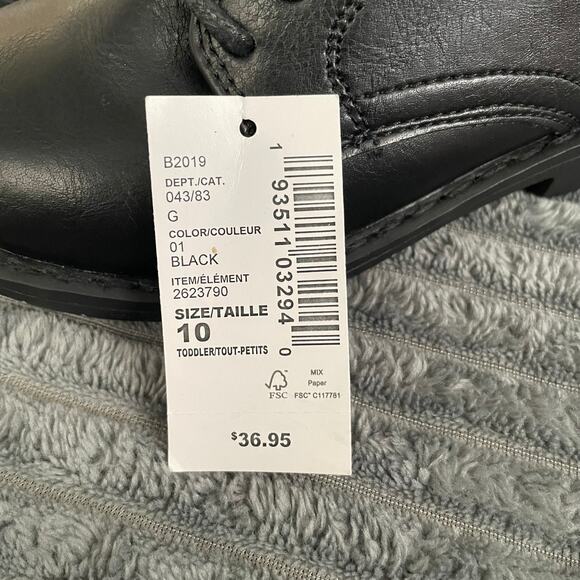 B2019
DEPT./CAT.
043/83
G
COLOR/COULEUR
01
BLACK
ITEM/ÉLÉMENT
2623790
SIZE/TAILLE
10
TODDLER/TOUT-PETITS
1 93511 03294 0
FSC
MIX
Paper
FSC® C117781
$36.95